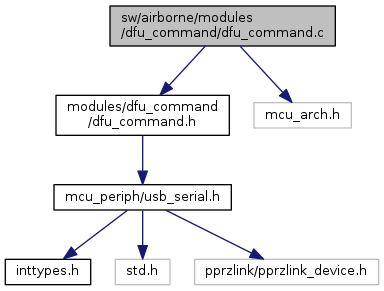 sw/airborne/modules
/dfu_command/dfu_command.c
modules/dfu_command
/dfu_command.h
mcu_arch.h
mcu_periph/usb_serial.h
inttypes.h
std.h
pprzlink/pprzlink_device.h